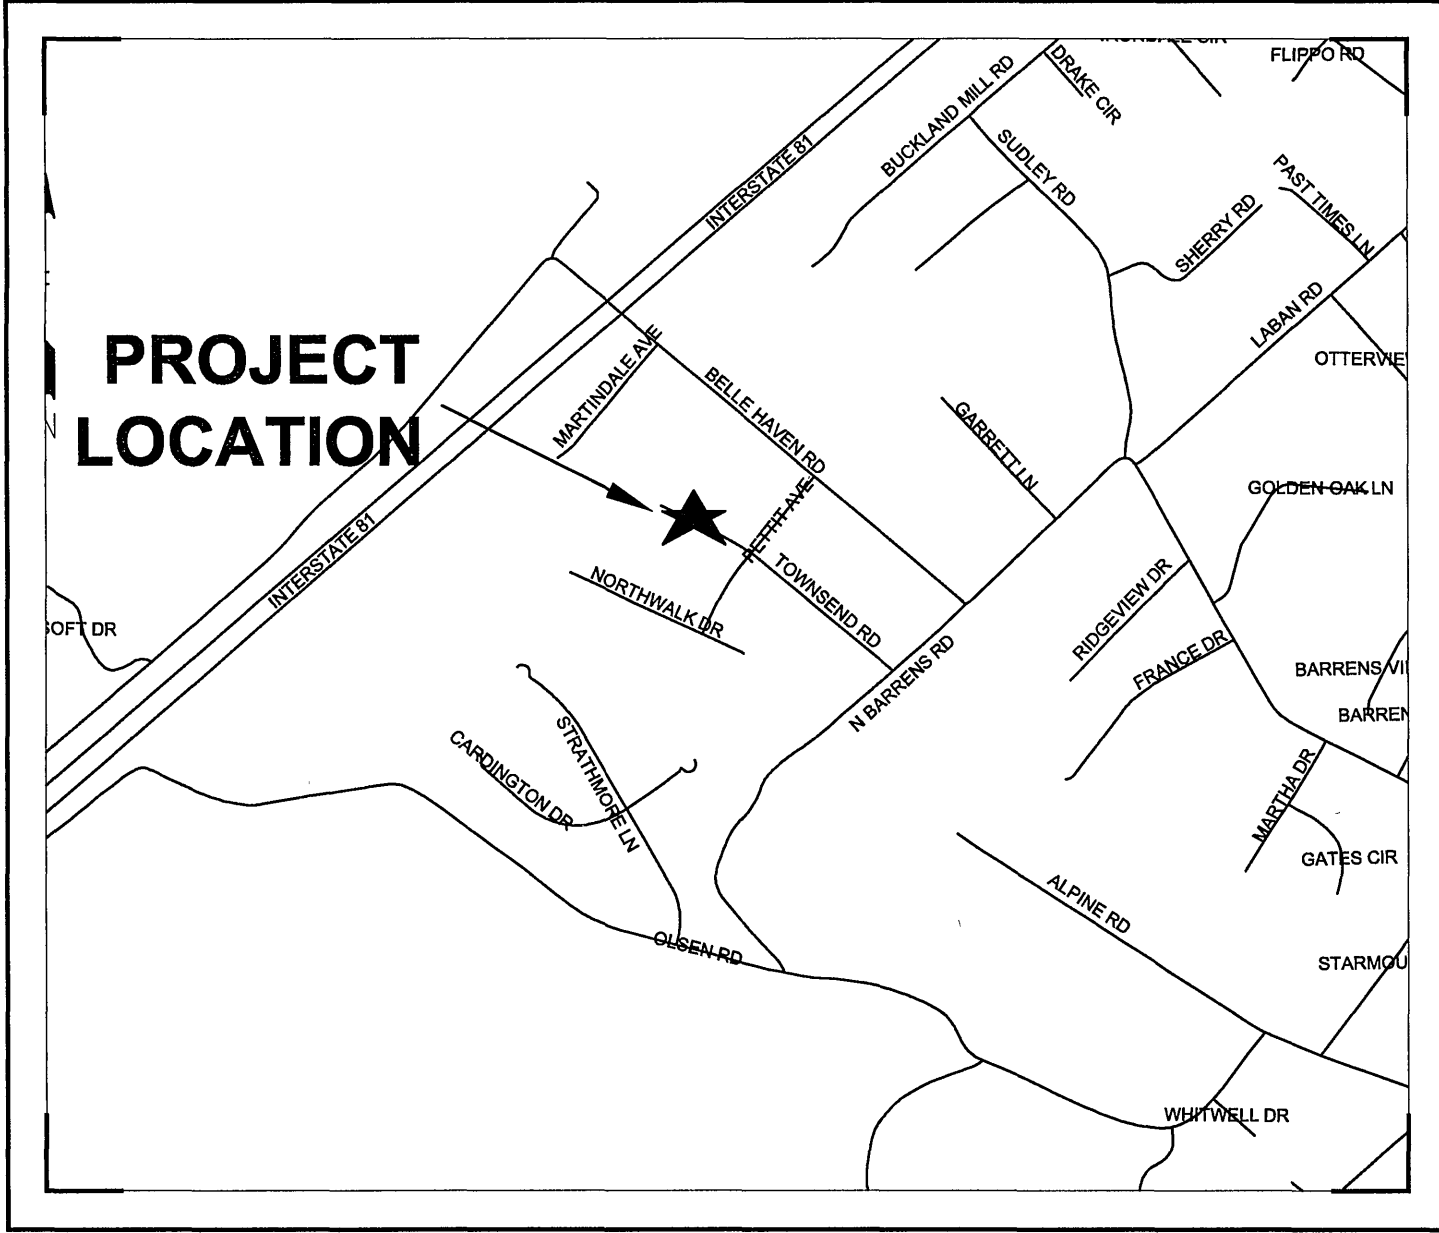 FLIPPO RD
DRAKE CIR
BUCKLAND MILL RD
INTERSTATE 81
SUDLEY RD
PAST TIMES LN
SHERRY RD
LABAN RD
PROJECT
LOCATION
MARTINDALE AVE
BELLE HAVEN RD
GARRETT LN
GOLDEN OAK LN
PETTIT AVE
INTERSTATE 81
TOWNSEND RD
NORTHWALK DR
RIDGEVIEW DR
FRANCE DR
N BARRENS RD
BARREN
STRATHMORE LN
CARDINGTON DR
MARTHA DR
GATES CIR
ALPINE RD
OLSEN RD
WHITWELL DR